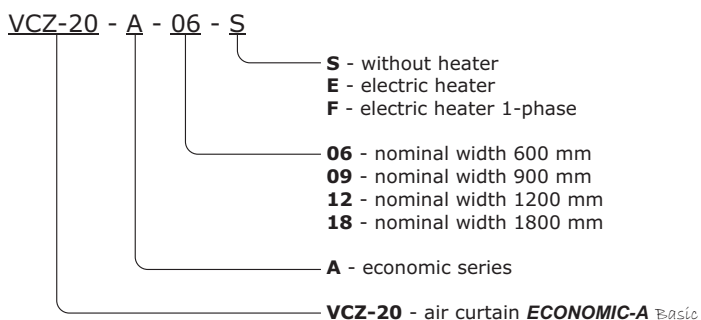 VCZ-20 - A - 06 - S
S - without heater
E - electric heater
F - electric heater 1-phase
06 - nominal width 600 mm
09 - nominal width 900 mm
12 - nominal width 1200 mm
18 - nominal width 1800 mm
A - economic series
VCZ-20 - air curtain ECONOMIC-A Basic